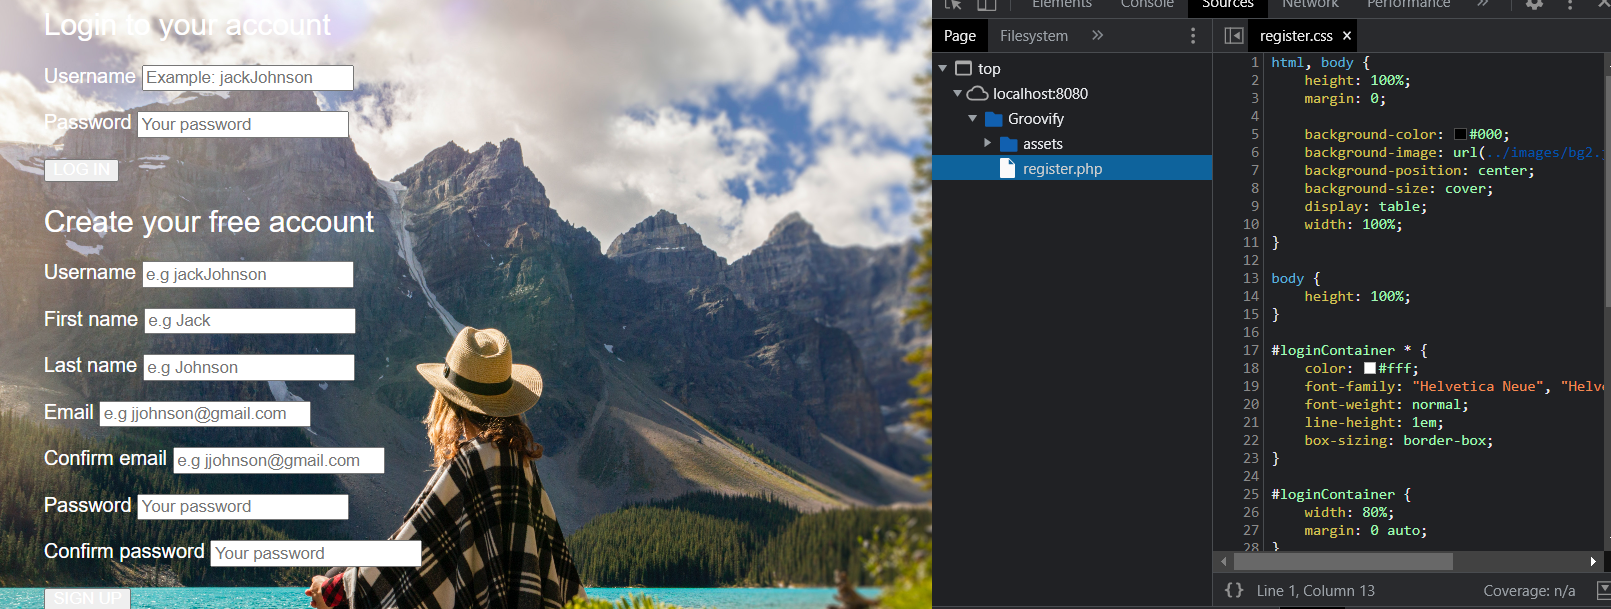 Login to your account
Username Example: jackJohnson
Password Your password
LOG IN
Create your free account
Username e.g jackJohnson
First name e.g Jack
Last name e.g Johnson
Email e.g jjohnson@gmail.com
Confirm email e.g jjohnson@gmail.com
Password Your password
Confirm password Your password
SIGN UP
Elements Console Sources Network Performance »
Page Filesystem »
top
localhost:8080
Groovify
assets
register.php
register.css ×
1 html, body {
2 height: 100%;
3 margin: 0;
4
5 background-color: #000;
6 background-image: url(../images/bg2.
7 background-position: center;
8 background-size: cover;
9 display: table;
10 width: 100%;
11 }
12
13 body {
14 height: 100%;
15 }
16
17 #loginContainer * {
18 color: #fff;
19 font-family: "Helvetica Neue", "Helv
20 font-weight: normal;
21 line-height: 1em;
22 box-sizing: border-box;
23 }
24
25 #loginContainer {
26 width: 80%;
27 margin: 0 auto;
28 }
{} Line 1, Column 13 Coverage: n/a